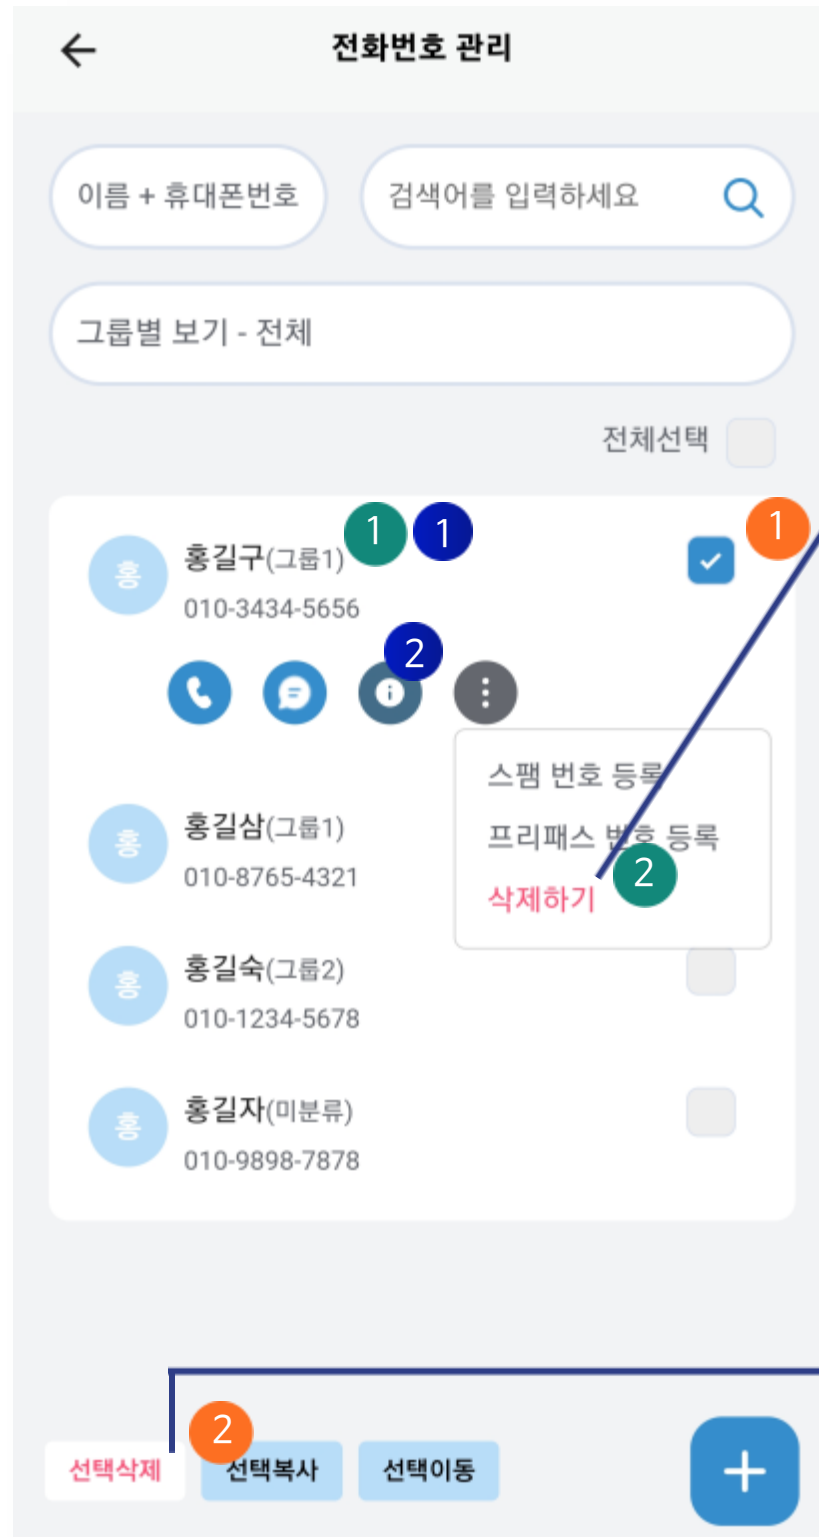 전화번호 관리
이름 + 휴대폰번호
검색어를 입력하세요
그룹별 보기 - 전체
전체선택
홍
홍길구(그룹1)
1
1
1
010-3434-5656
2
스팸 번호 등록
프리패스 번호 등록
삭제하기
2
홍
홍길삼(그룹1)
010-8765-4321
홍
홍길숙(그룹2)
010-1234-5678
홍
홍길자(미분류)
010-9898-7878
선택삭제
2
선택복사
선택이동